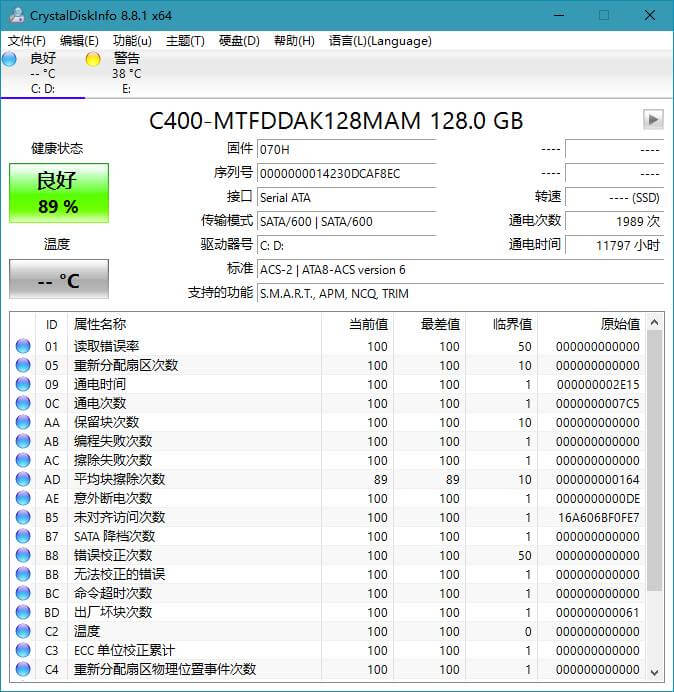 CrystalDiskInfo 8.8.1 x64
文件(F) 编辑(E) 功能(u) 主题(T) 硬盘(D) 帮助(H) 语言(L)(Language)
良好 警告
-- °C 38 °C
C: D: E:
C400-MTFDDAK128MAM 128.0 GB
健康状态 固件 070H ---- ----
良好 序列号 0000000014230DCAF8EC ---- ----
89 % 接口 Serial ATA 转速 ---- (SSD)
传输模式 SATA/600 | SATA/600 通电次数 1989 次
温度 驱动器号 C: D: 通电时间 11797 小时
-- °C 标准 ACS-2 | ATA8-ACS version 6
支持的功能 S.M.A.R.T., APM, NCQ, TRIM
ID 属性名称 当前值 最差值 临界值 原始值
01 读取错误率 100 100 50 000000000000
05 重新分配扇区次数 100 100 10 000000000000
09 通电时间 100 100 1 000000002E15
0C 通电次数 100 100 1 0000000007C5
AA 保留块次数 100 100 10 000000000000
AB 编程失败次数 100 100 1 000000000000
AC 擦除失败次数 100 100 1 000000000000
AD 平均块擦除次数 89 89 10 000000000164
AE 意外断电次数 100 100 1 0000000000DE
B5 未对齐访问次数 100 100 1 16A606BF0FE7
B7 SATA 降档次数 100 100 1 000000000000
B8 错误校正次数 100 100 50 000000000000
BB 无法校正的错误 100 100 1 000000000000
BC 命令超时次数 100 100 1 000000000000
BD 出厂坏块次数 100 100 1 000000000061
C2 温度 100 100 0 000000000000
C3 ECC 单位校正累计 100 100 1 000000000000
C4 重新分配扇区物理位置事件次数 100 100 1 000000000000